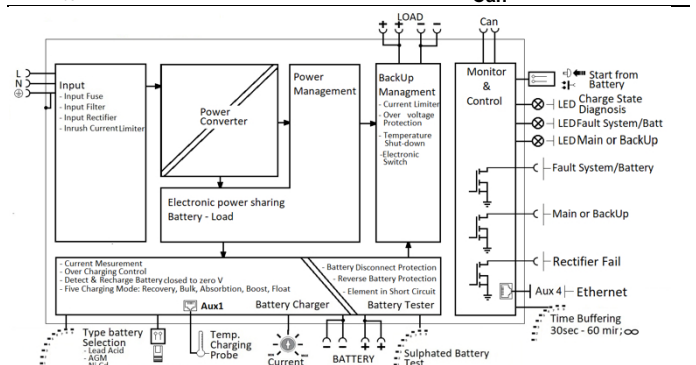 Can
LOAD
+ + − −
Can
L
N
Input
- Input Fuse
- Input Filter
- Input Rectifier
- Inrush Current Limiter
Power
Converter
Power
Management
BackUp
Managment
- Current Limiter
- Over voltage
Protection
- Temperature
Shut-down
-Electronic
Switch
Monitor
&
Control
Start from
Battery
LED Charge State
Diagnosis
LED Fault System/Batt
LED Main or BackUp
Fault System/Battery
Main or BackUp
Rectifier Fail
Aux 4 Ethernet
Time Buffering
30sec - 60 mir; ∞
Electronic power sharing
Battery - Load
- Current Mesurement
- Over Charging Control
- Detect & Recharge Battery closed to zero V
- Five Charging Mode: Recovery, Bulk, Absorbtion, Boost, Float
Aux1
Battery Charger
- Battery Disconnect Protection
- Reverse Battery Protection
- Element in Short Circuit
Battery Tester
Type battery
Selection
- Lead Acid
- AGM
- Ni Cd
Temp.
Charging
Probe
Current
− − + +
BATTERY
Sulphated Battery
Test